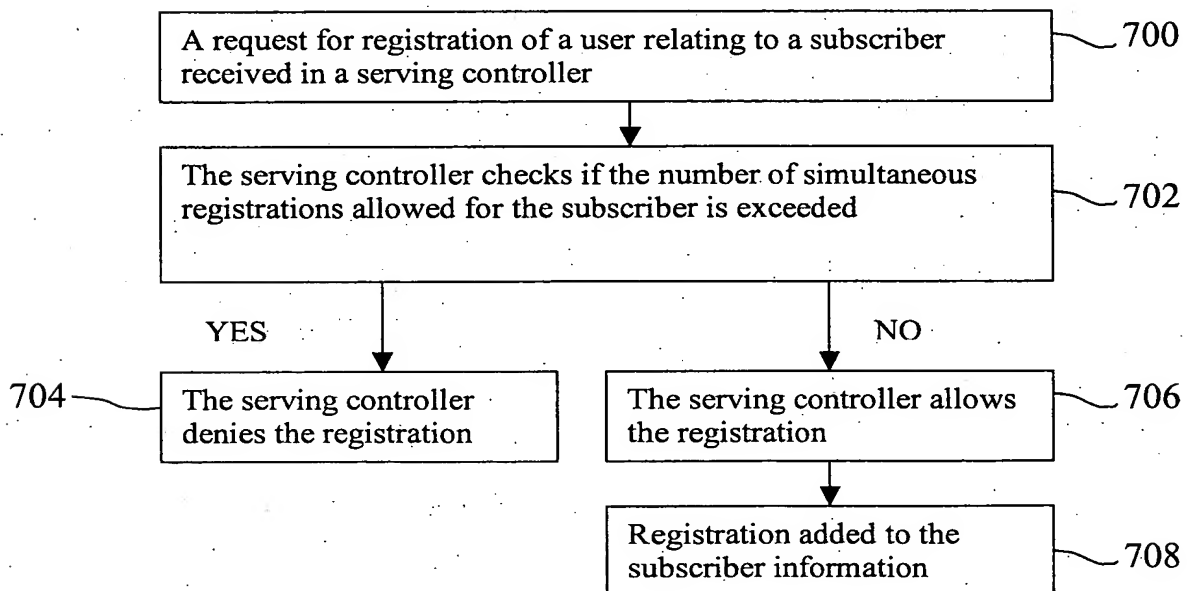 A request for registration of a user relating to a subscriber
received in a serving controller
700
The serving controller checks if the number of simultaneous
registrations allowed for the subscriber is exceeded
702
YES
NO
704
The serving controller
denies the registration
The serving controller allows
the registration
706
Registration added to the
subscriber information
708